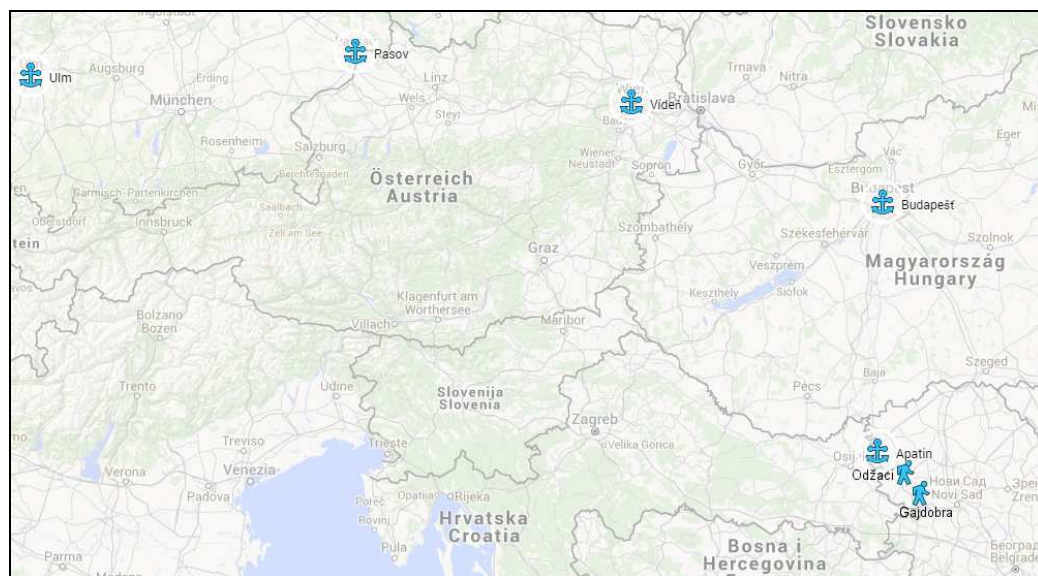 Slovensko
Slovakia
Pasov
Ulm
Augsburg
Erding
Linz
Trnava
Nitra
München
Wels
Steyr
Wien
Vídeň
Bratislava
Eger
Rosenheim
Salzburg
Wiener
Neustadt
Sopron
Győr
Vác
Esztergom
Berchtesgaden
Garmisch-Partenkirchen
Österreich
Austria
Budapest
Budapešť
Oberstdorf
Innsbruck
Saalbach
Zell am See
Szombathely
Székesfehérvár
Szolnok
Graz
Veszprém
Magyarország
Hungary
Keszthely
Siófok
Klagenfurt am
Wörthersee
Bolzano
Bozen
Villach
Maribor
Szeged
Trento
Udine
Slovenija
Slovenia
Pécs
Baja
Zagreb
Treviso
Trieste
Velika Gorica
Apatin
Verona
Venezia
Odžaci
Нови Сад
Novi Sad
Padova
Poreč
Opatija
Rijeka
Gajdobra
Rovinj
Hrvatska
Croatia
Pula
Београд
Belgrade
Parma
Bosna i
Hercegovina